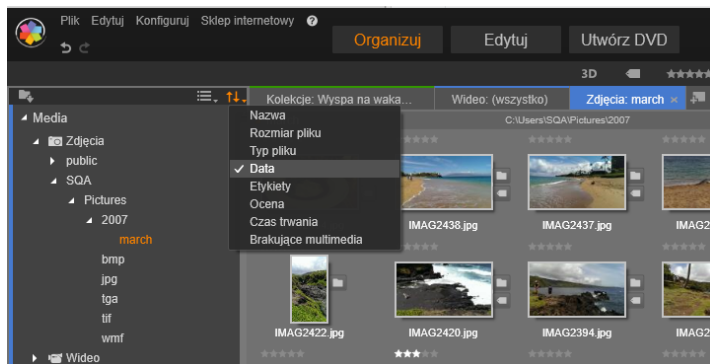 Plik Edytuj Konfiguruj Sklep internetowy ?
Organizuj Edytuj Utwórz DVD
3D
Kolekcje: Wyspa na waka... Wideo: (wszystko) Zdjęcia: march ×
C:\Users\SQA\Pictures\2007
Media
Zdjęcia
public
SQA
Pictures
2007
march
bmp
jpg
tga
tif
wmf
Wideo
Nazwa
Rozmiar pliku
Typ pliku
Data
Etykiety
Ocena
Czas trwania
Brakujące multimedia
IMAG2438.jpg IMAG2437.jpg IMAG2
IMAG2422.jpg IMAG2420.jpg IMAG2394.jpg IMAG2